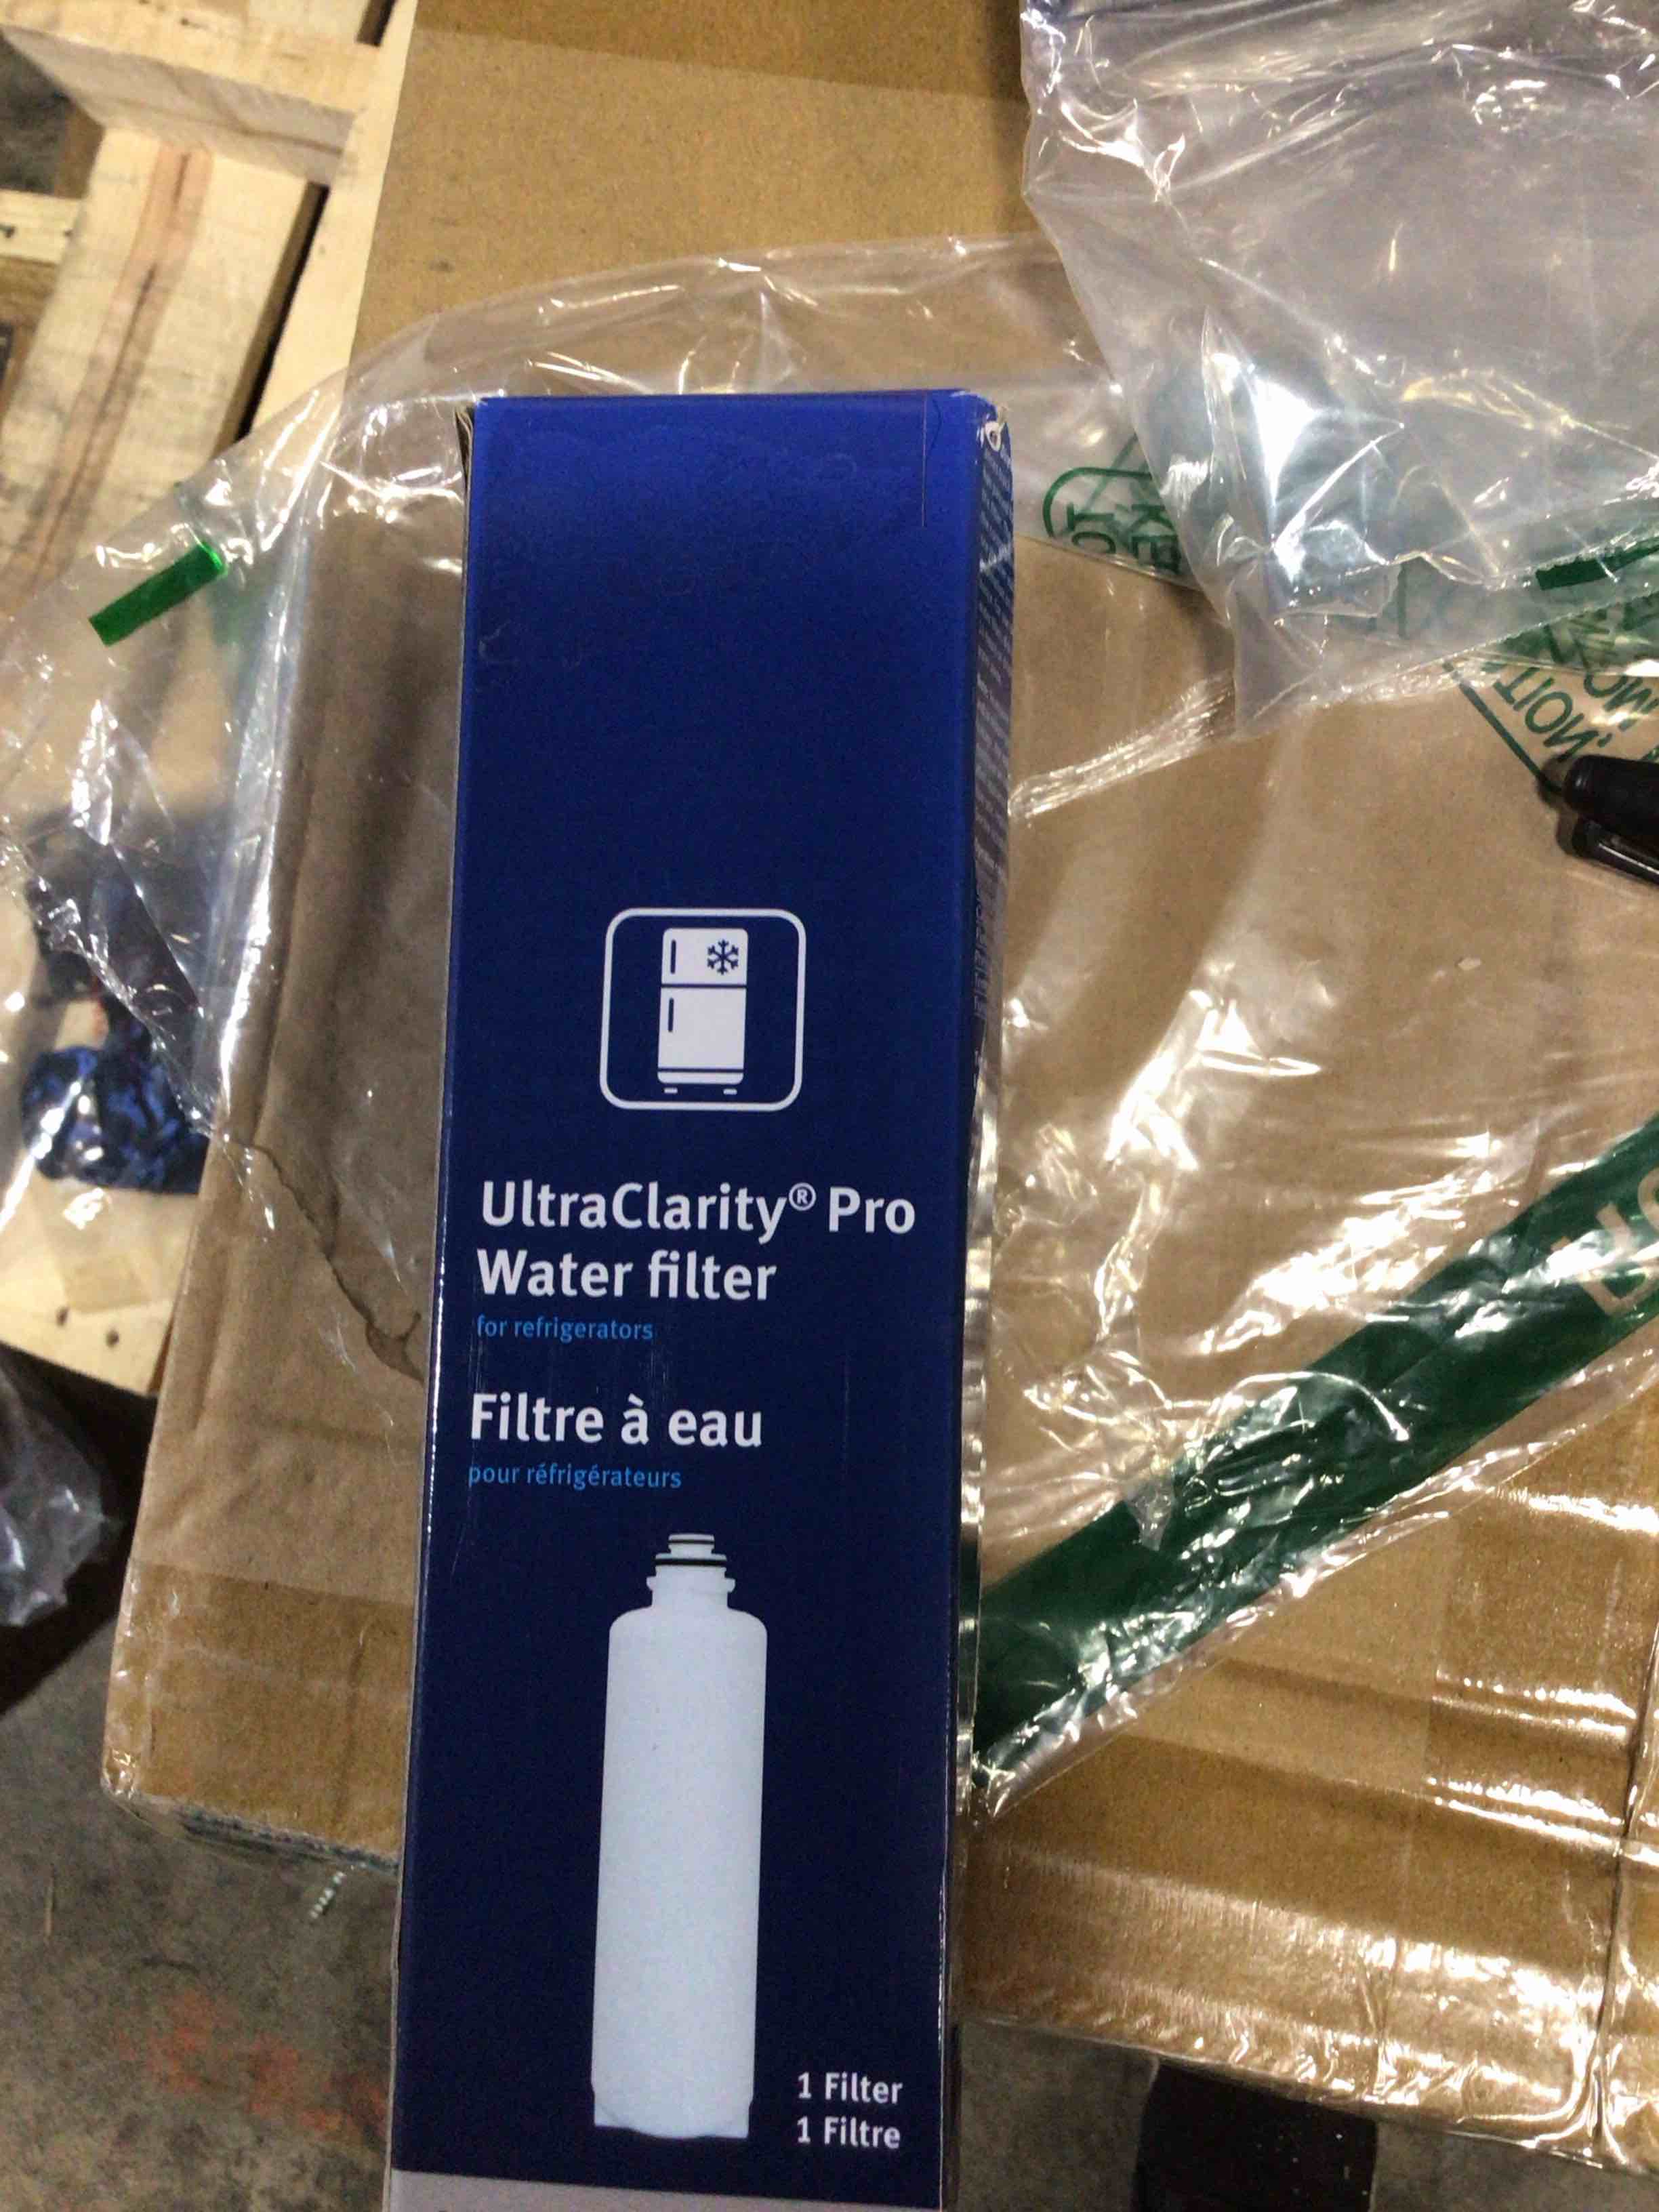 UltraClarity® Pro
Water filter
for refrigerators
Filtre à eau
pour réfrigérateurs
1 Filter
1 Filtre